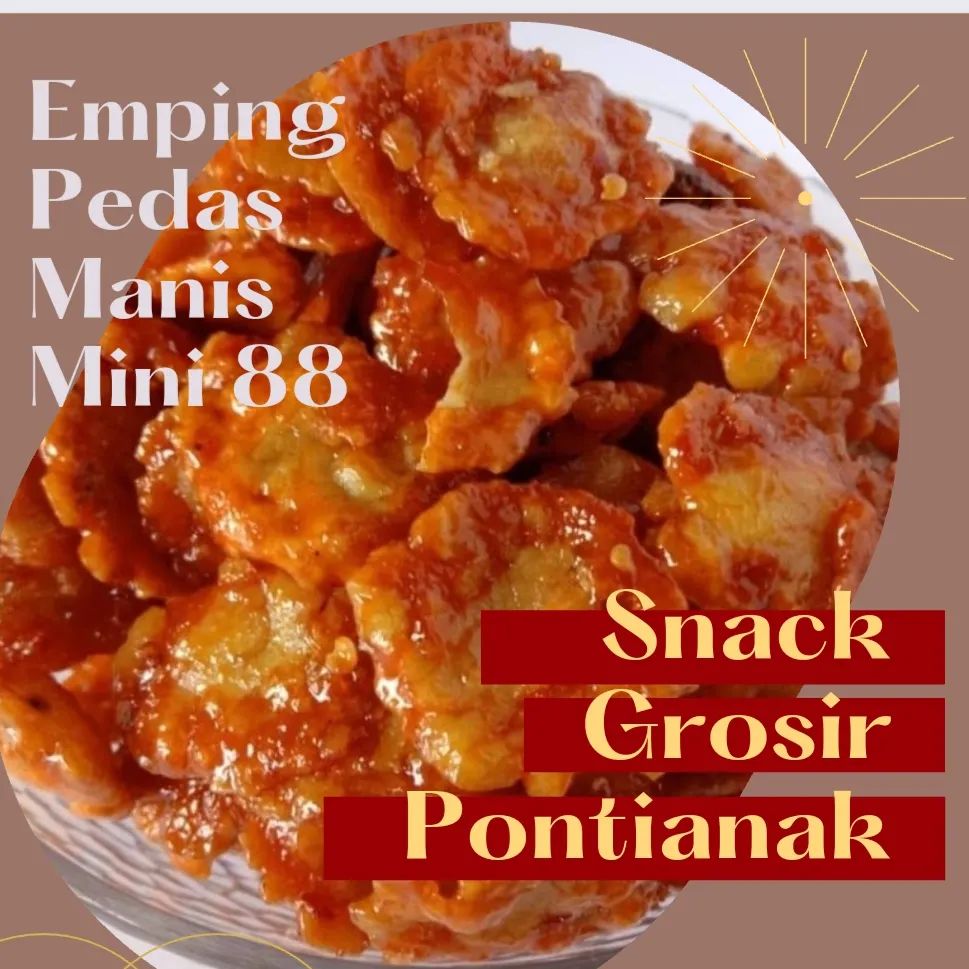 Emping
Pedas
Manis
Mini 88
Snack
Grosir
Pontianak